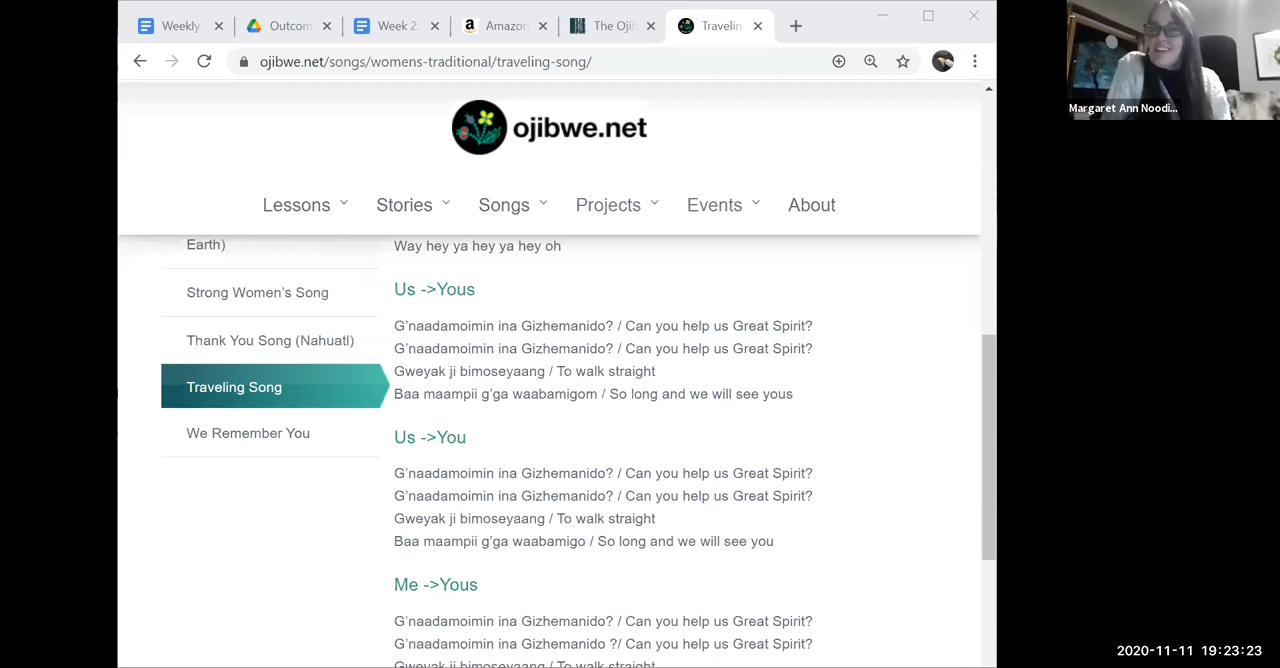 Weekly
Outcom
Week 2
Amazon
The Ojib
Travelin
ojibwe.net/songs/womens-traditional/traveling-song/
Margaret Ann Noodi...
ojibwe.net
Lessons
Stories
Songs
Projects
Events
About
Earth)
Strong Women's Song
Thank You Song (Nahuatl)
Traveling Song
We Remember You
Way hey ya hey ya hey oh
Us ->Yous
G'naadamoimin ina Gizhemanido? / Can you help us Great Spirit?
G'naadamoimin ina Gizhemanido? / Can you help us Great Spirit?
Gweyak ji bimoseyaang / To walk straight
Baa maampii g'ga waabamigom / So long and we will see yous
Us ->You
G'naadamoimin ina Gizhemanido? / Can you help us Great Spirit?
G'naadamoimin ina Gizhemanido? / Can you help us Great Spirit?
Gweyak ji bimoseyaang / To walk straight
Baa maampii g'ga waabamigo / So long and we will see you
Me ->Yous
G'naadamoimin ina Gizhemanido? / Can you help us Great Spirit?
G'naadamoimin ina Gizhemanido ?/ Can you help us Great Spirit?
Gweyak ji bimoseyaang / To walk straight
2020-11-11 19:23:23